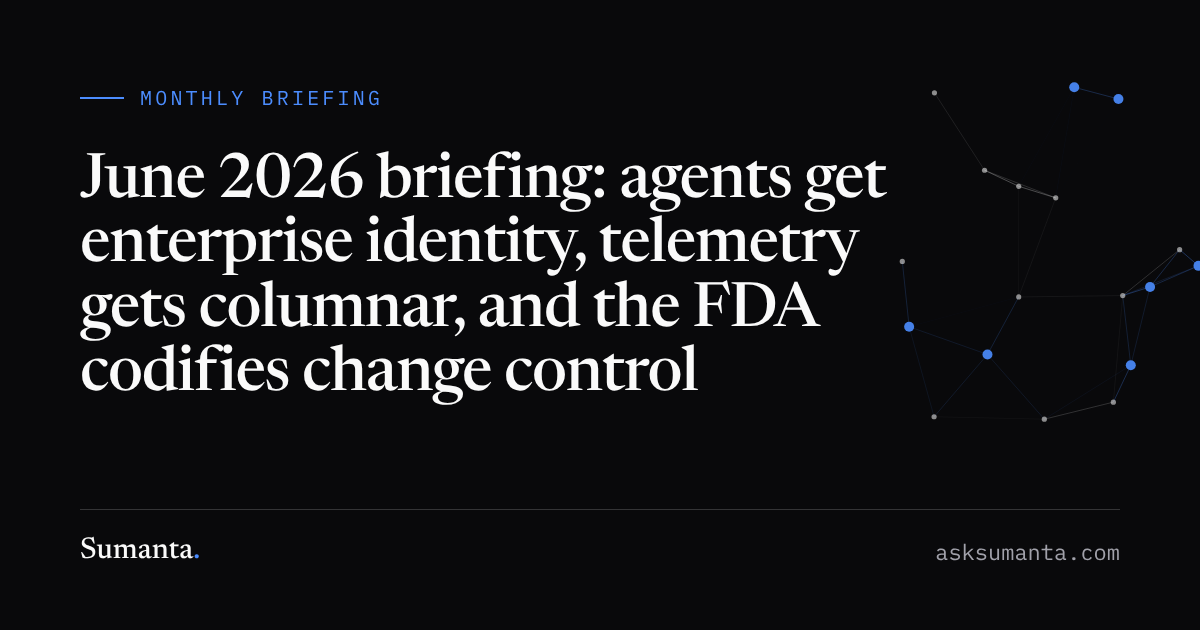 MONTHLY BRIEFING
June 2026 briefing: agents get
enterprise identity, telemetry
gets columnar, and the FDA
codifies change control
Sumanta.
asksumanta.com